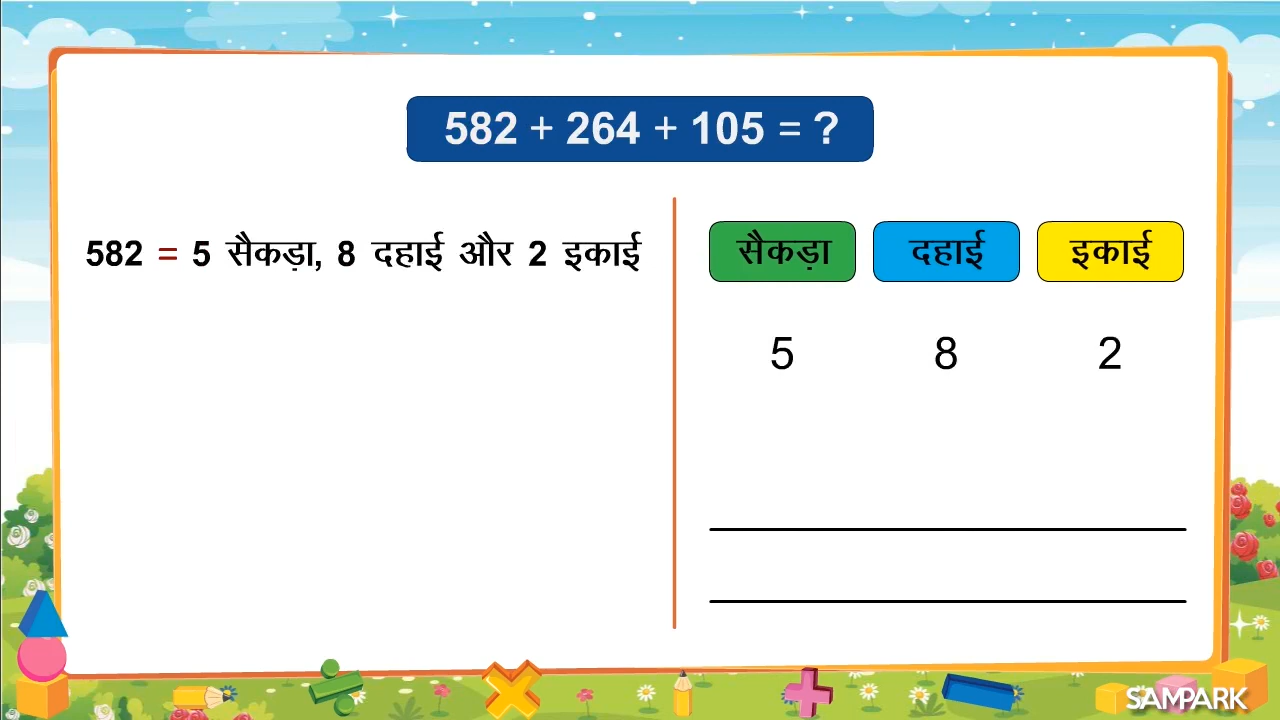 582 + 264 + 105 = ?
582 = 5 सैकड़ा, 8 दहाई और 2 इकाई
सैकड़ा दहाई इकाई
5 8 2
SAMPARK